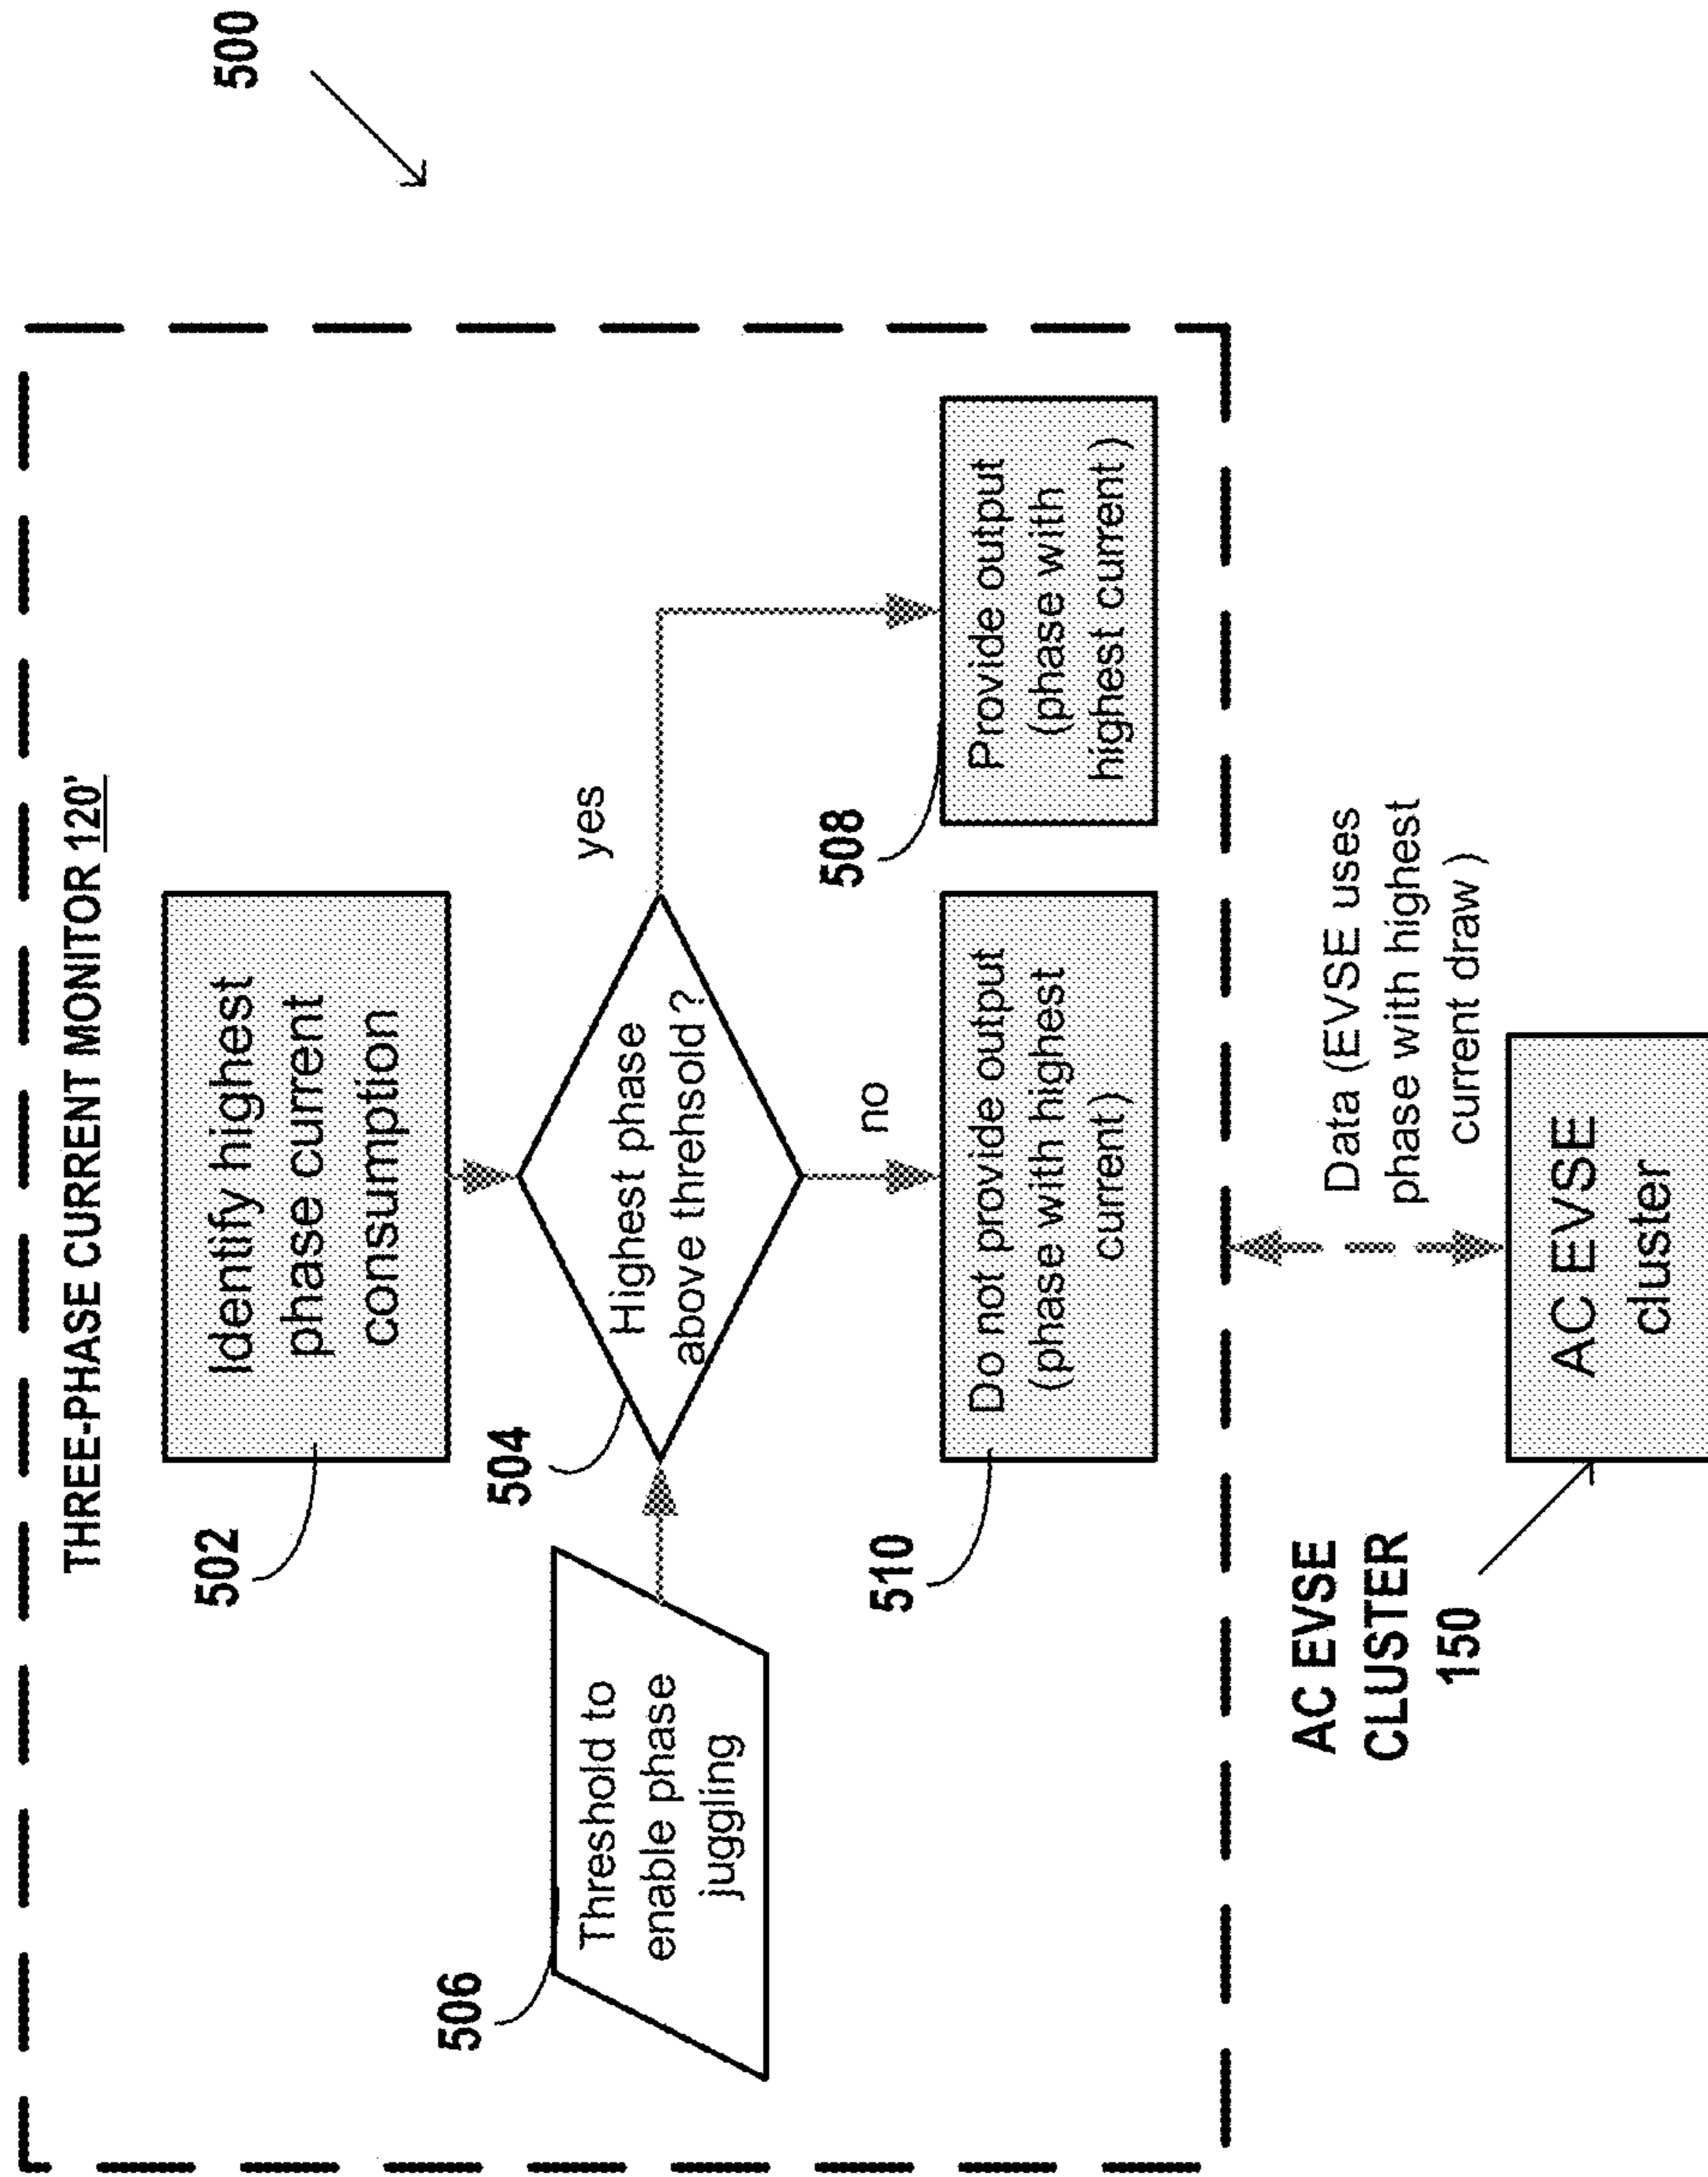 500
THREE-PHASE CURRENT MONITOR 120'
502
Identify highest
phase current
consumption
504
Highest phase
above threhsold ?
yes
no
506
Threshold to
enable phase
juggling
510
Do not provide output
(phase with highest
current)
508
Provide output
(phase with
highest current )
AC EVSE
CLUSTER
150
Data (EVSE uses
phase with highest
current draw )
AC EVSE
cluster